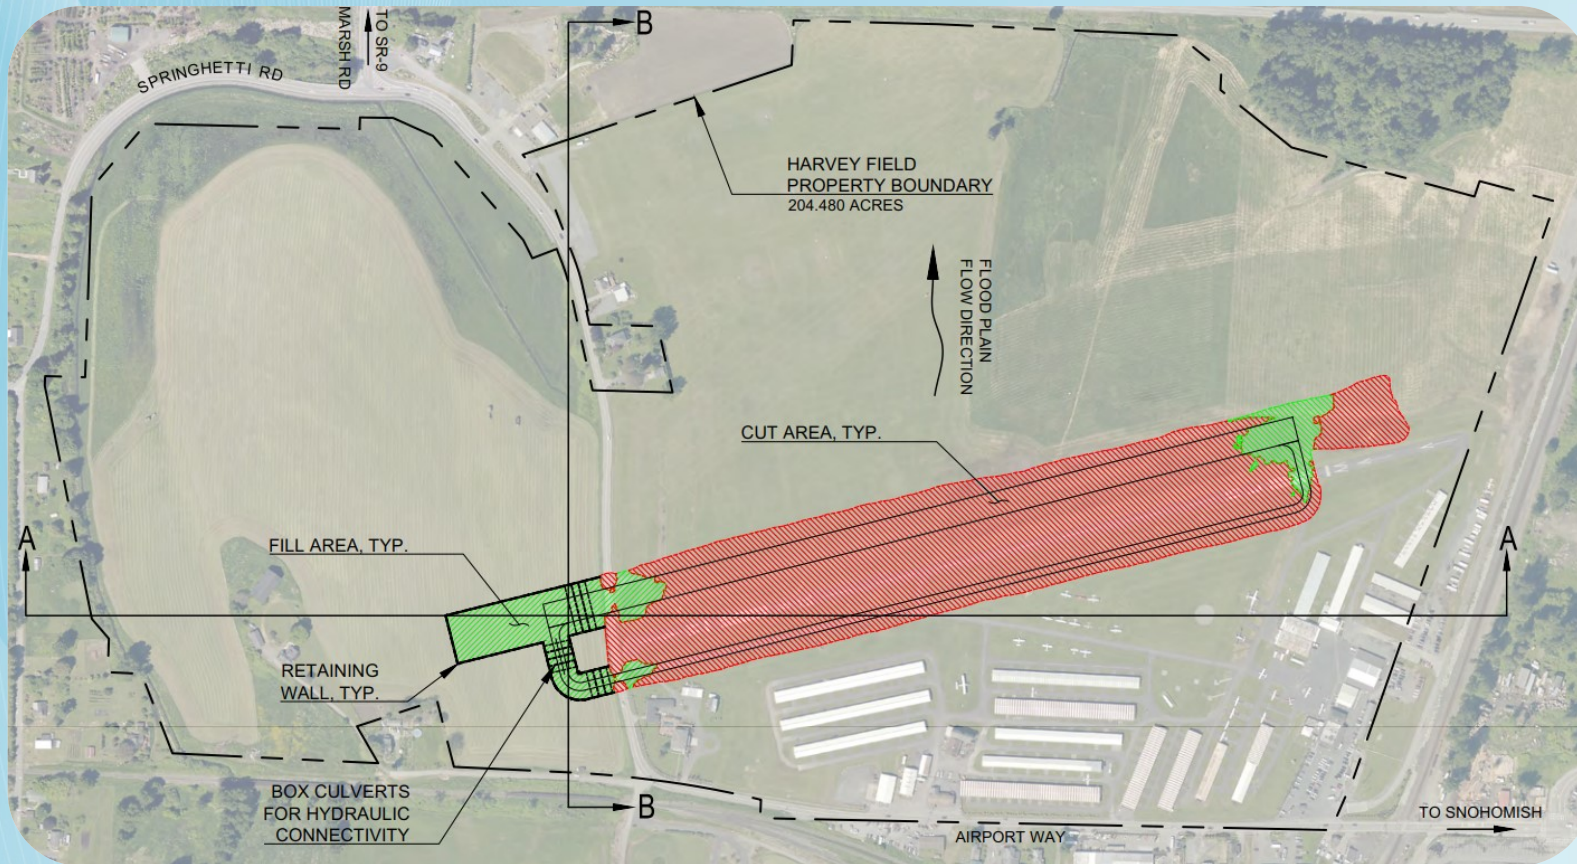 B
TO SR-9
MARSH RD
SPRINGHETTI RD
HARVEY FIELD
PROPERTY BOUNDARY
204.480 ACRES
FLOOD PLAIN
FLOW DIRECTION
CUT AREA, TYP.
A
FILL AREA, TYP.
A
RETAINING
WALL, TYP.
BOX CULVERTS
FOR HYDRAULIC
CONNECTIVITY
B
AIRPORT WAY
TO SNOHOMISH